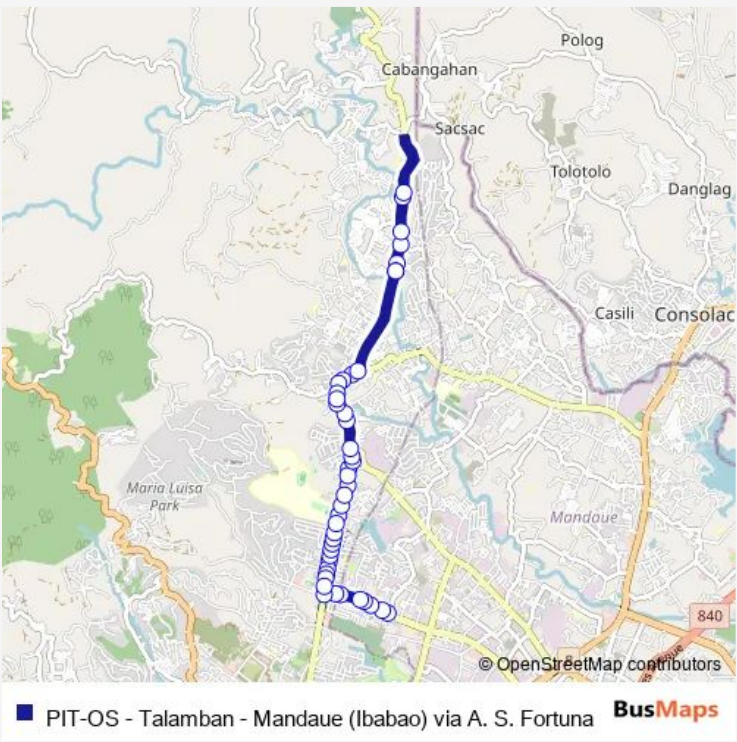 Polog
Cabangahan
Sacsac
Tolotolo
Danglag
Casili
Consolac
Maria Luisa
Park
Mandaue
840
© OpenStreetMap contributors
PIT-OS - Talamban - Mandaue (Ibabao) via A. S. Fortuna
BusMaps